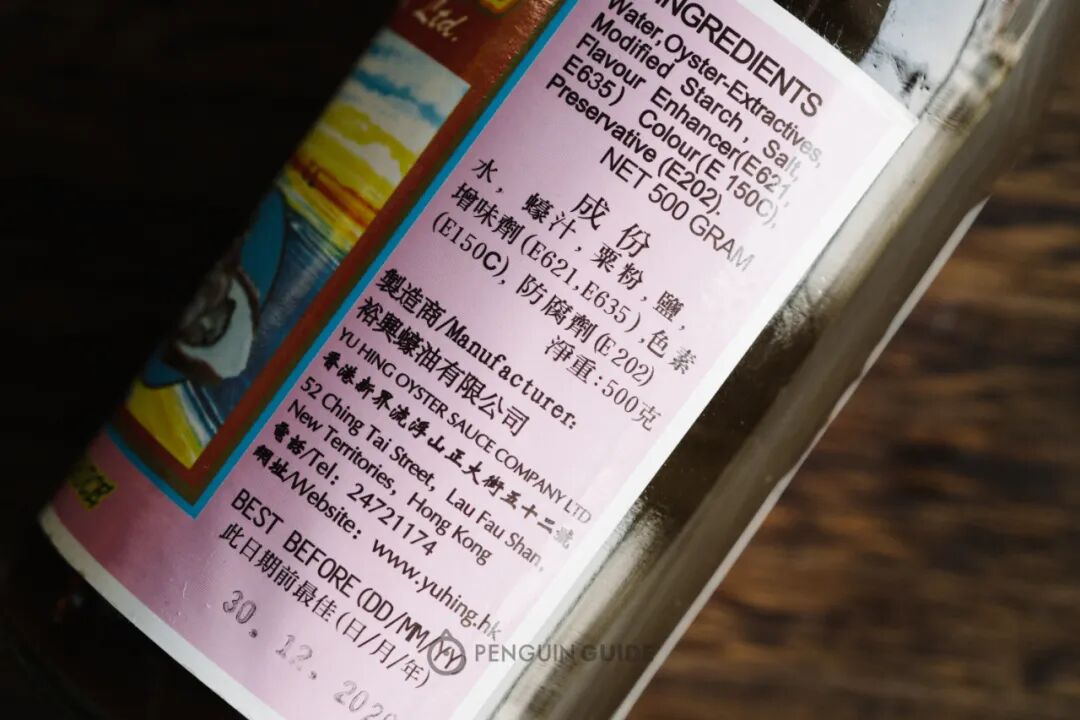 Ltd.
INGREDIENTS
Water,Oyster-Extractives,
Modified Starch, Salt,
Flavour Enhancer(E621,
E635) Colour(E 150C),
Preservative (E202).
NET 500 GRAM
成份
水, 蠔汁, 粟粉, 鹽,
增味劑(E621,E635),色素
(E150C), 防腐劑(E202)
淨重:500克
製造商/Manufacturer:
裕興蠔油有限公司
YU HING OYSTER SAUCE COMPANY LTD
香港新界流浮山正大街五十二號
52 Ching Tai Street, Lau Fau Shan,
New Territories, Hong Kong
電話/Tel: 24721174
網址/Website: www.yuhing.hk
BEST BEFORE (DD/MM/YY)
此日期前最佳(日/月/年)
30. 12.
PENGUIN GUIDE